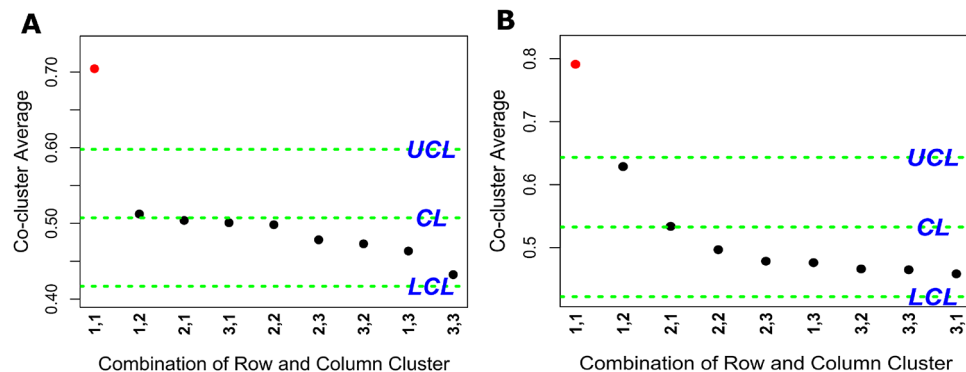 A
Co-cluster Average
0.70
0.60
0.50
0.40
UCL
CL
LCL
1,1
1,2
2,1
3,1
2,2
2,3
3,2
1,3
3,3
Combination of Row and Column Cluster
B
Co-cluster Average
0.8
0.7
0.6
0.5
UCL
CL
LCL
1,1
1,2
2,1
2,2
2,3
1,3
3,2
3,3
3,1
Combination of Row and Column Cluster